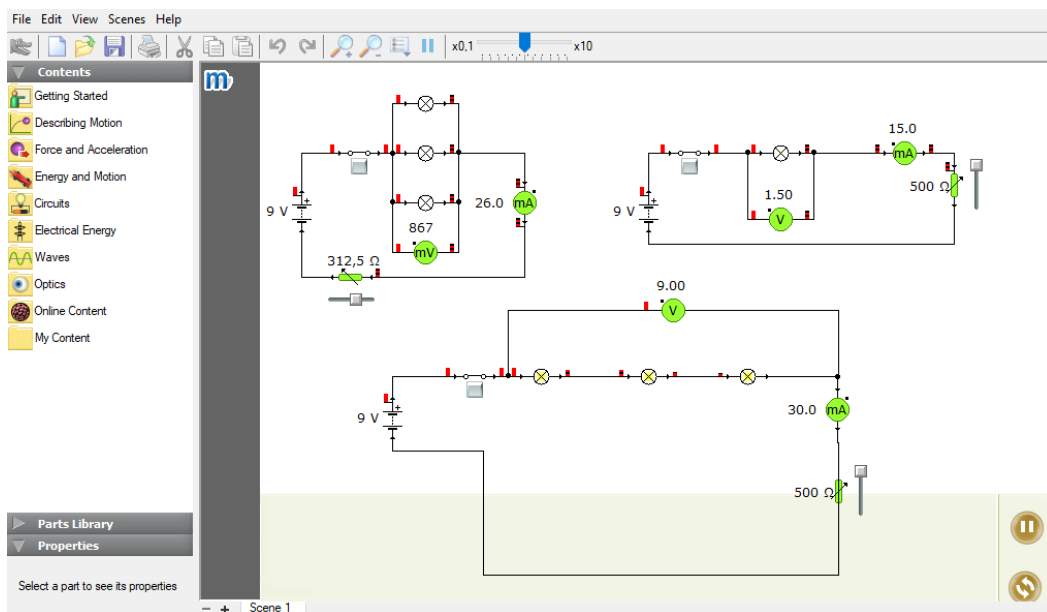 File Edit View Scenes Help
x0,1 x10
Contents
Getting Started
Describing Motion
Force and Acceleration
Energy and Motion
Circuits
Electrical Energy
Waves
Optics
Online Content
My Content
Parts Library
Properties
Select a part to see its properties
m
9 V
+
867
mV
26.0 mA
312,5 Ω
9 V
+
1.50
V
15.0
mA
500 Ω
9.00
V
9 V
+
30.0 mA
500 Ω
− + Scene 1